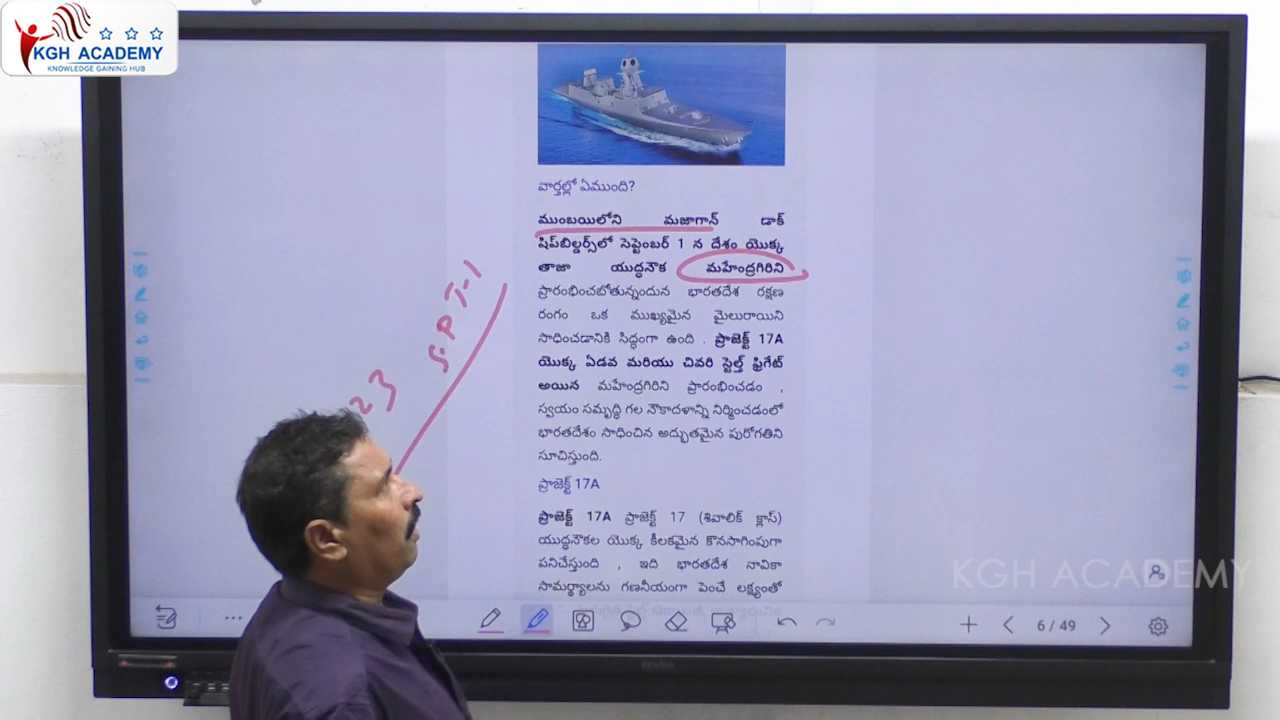 KGH ACADEMY
KNOWLEDGE GAINING HUB
వార్తల్లో ఏముంది?
ముంబయిలోని మజాగాన్ డాక్
షిప్‌బిల్డర్స్‌లో సెప్టెంబర్ 1 న దేశం యొక్క
తాజా యుద్ధనౌక మహేంద్రగిరిని
ప్రారంభించబోతున్నందున భారతదేశ రక్షణ
రంగం ఒక ముఖ్యమైన మైలురాయిని
సాధించడానికి సిద్ధంగా ఉంది . ప్రాజెక్ట్ 17A
యొక్క ఏడవ మరియు చివరి స్టెల్త్ ఫ్రిగేట్
అయిన మహేంద్రగిరిని ప్రారంభించడం ,
స్వయం సమృద్ధి గల నౌకాదళాన్ని నిర్మించడంలో
భారతదేశం సాధించిన అద్భుతమైన పురోగతిని
సూచిస్తుంది.
ప్రాజెక్ట్ 17A
ప్రాజెక్ట్ 17A ప్రాజెక్ట్ 17 (శివాలిక్ క్లాస్)
యుద్ధనౌకల యొక్క కీలకమైన కొనసాగింపుగా
పనిచేస్తుంది , ఇది భారతదేశ నావికా
సామర్థ్యాలను గణనీయంగా పెంచే లక్ష్యంతో
23
KGH ACADEMY
6 / 49